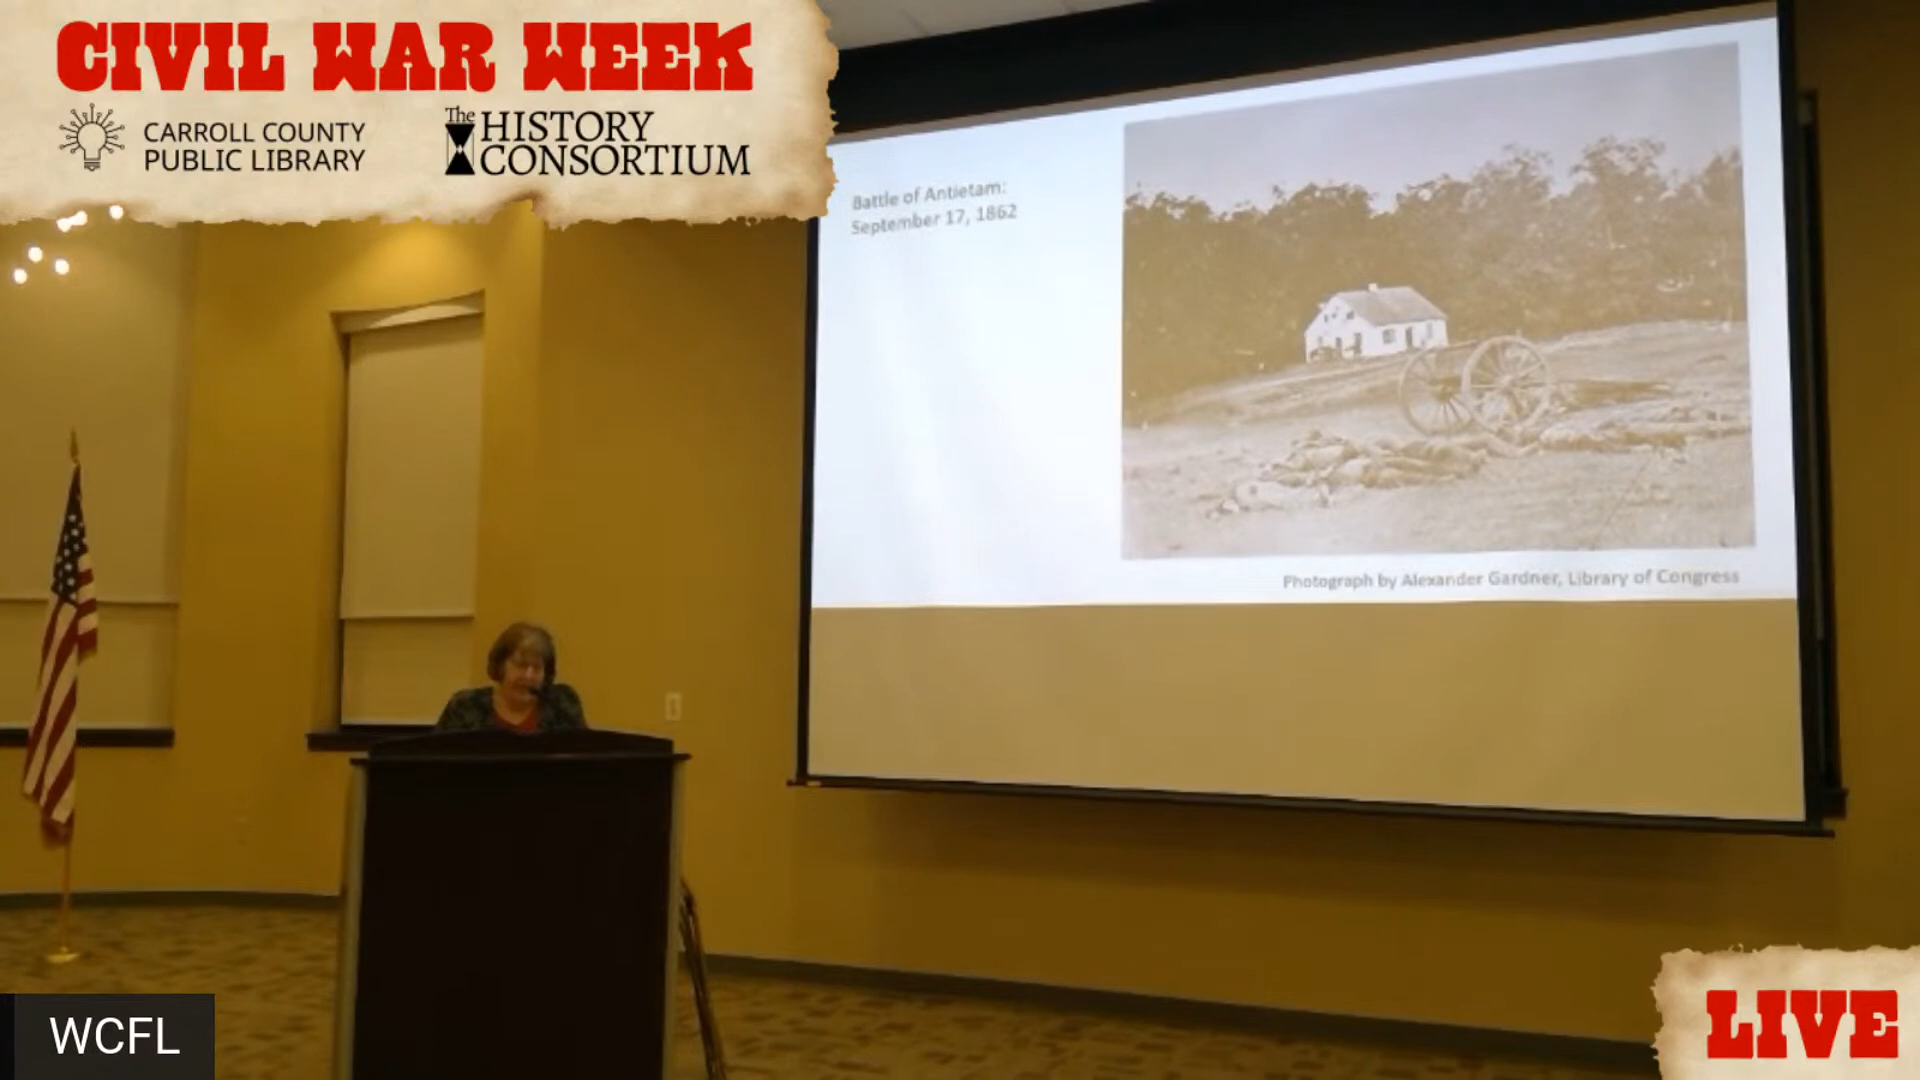 CIVIL WAR WEEK
CARROLL COUNTY
PUBLIC LIBRARY
The
HISTORY
CONSORTIUM
Battle of Antietam:
September 17, 1862
Photograph by Alexander Gardner, Library of Congress
WCFL
LIVE